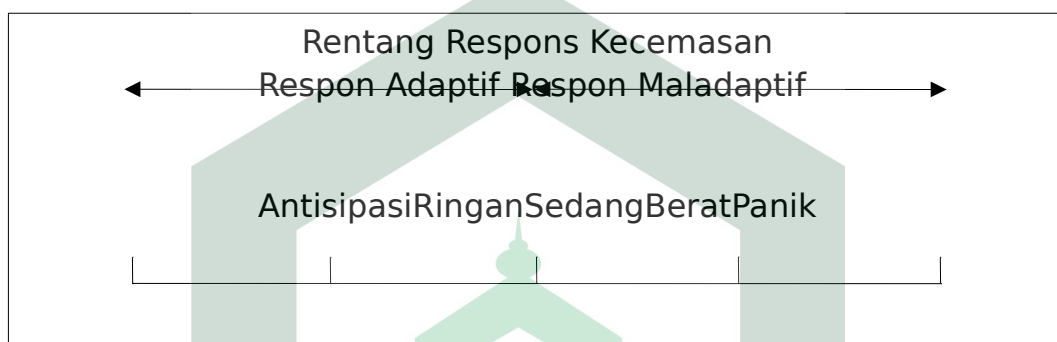 Rentang Respons Kecemasan
Respon Adaptif Respon Maladaptif
AntisipasiRinganSedangBeratPanik